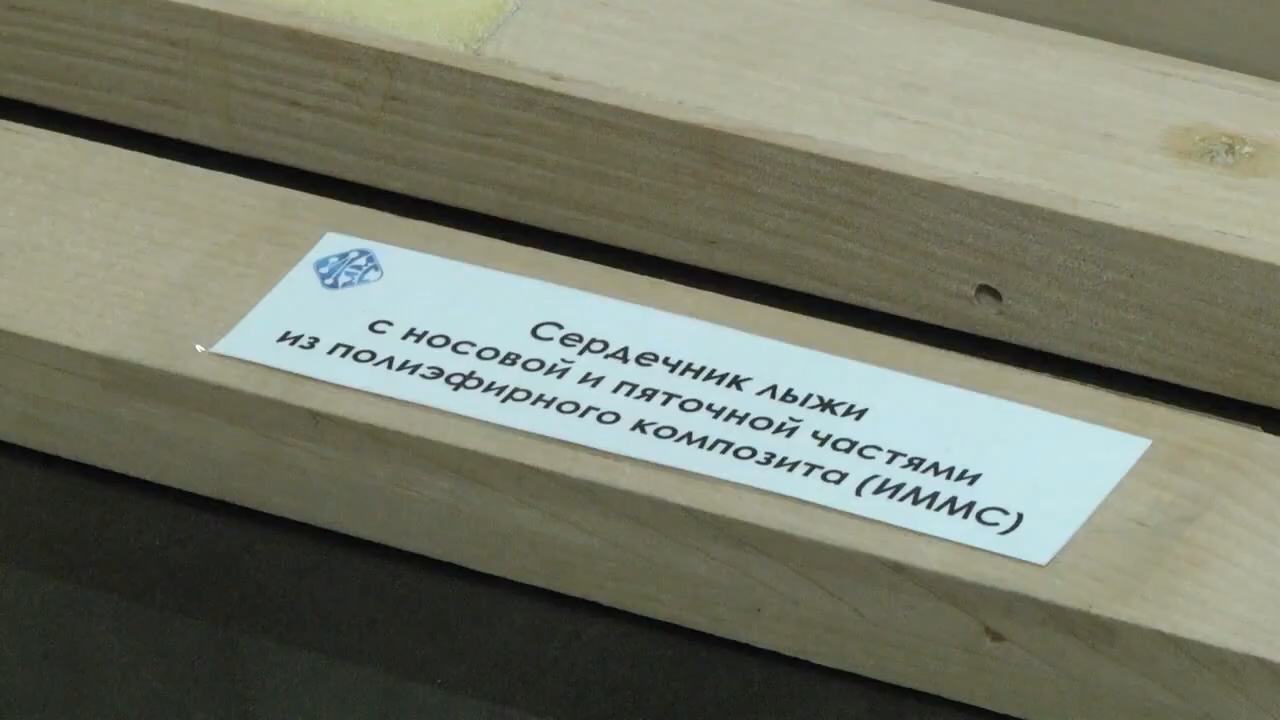 Сердечник лыжи
с носовой и пяточной частями
из полиэфирного композита (ИММС)